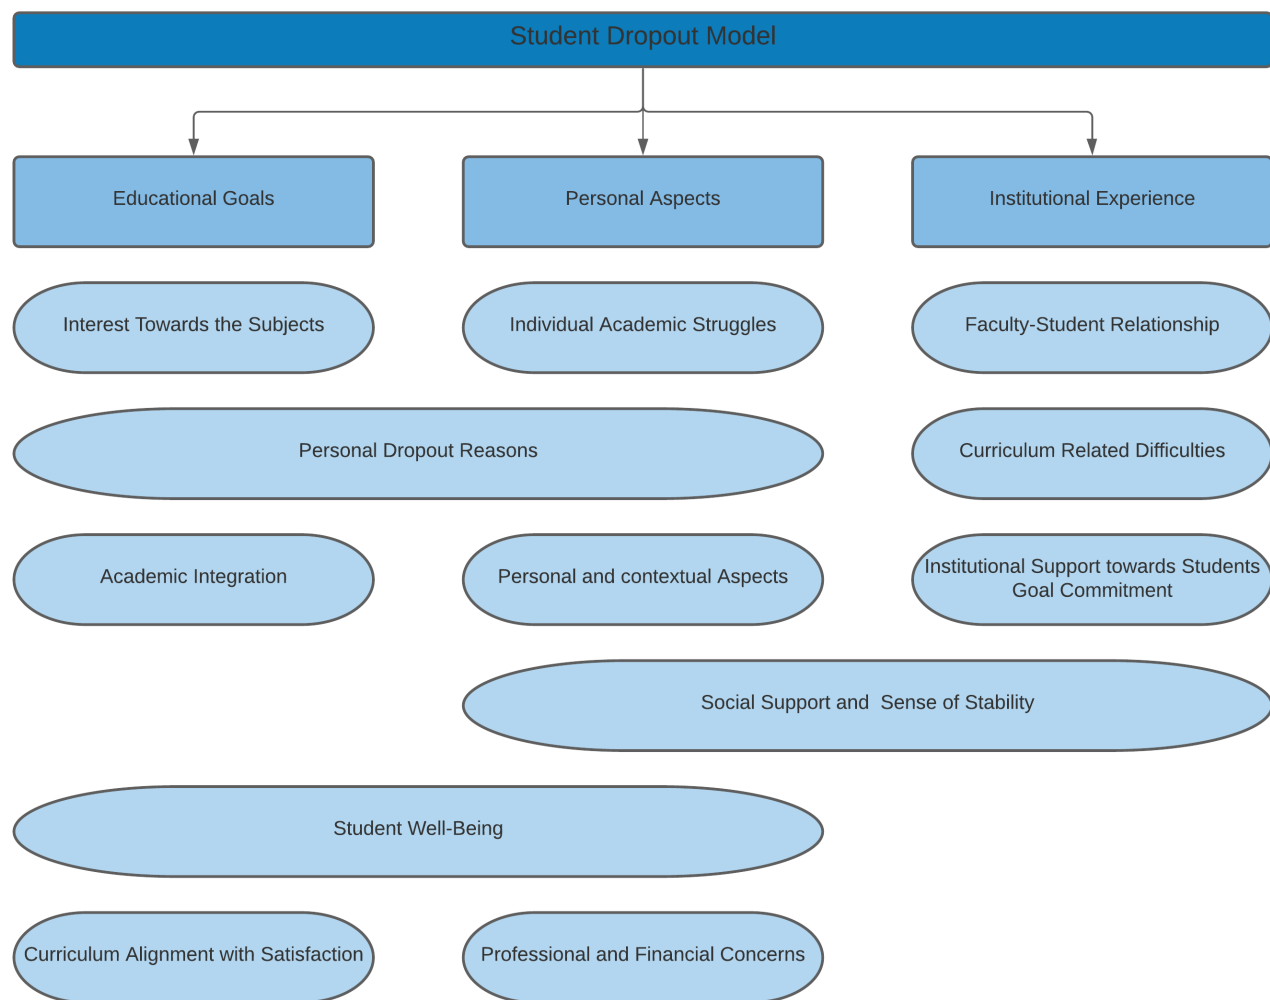 Student Dropout Model
Educational Goals
Personal Aspects
Institutional Experience
Interest Towards the Subjects
Individual Academic Struggles
Faculty-Student Relationship
Personal Dropout Reasons
Curriculum Related Difficulties
Academic Integration
Personal and contextual Aspects
Institutional Support towards Students
Goal Commitment
Social Support and  Sense of Stability
Student Well-Being
Curriculum Alignment with Satisfaction
Professional and Financial Concerns